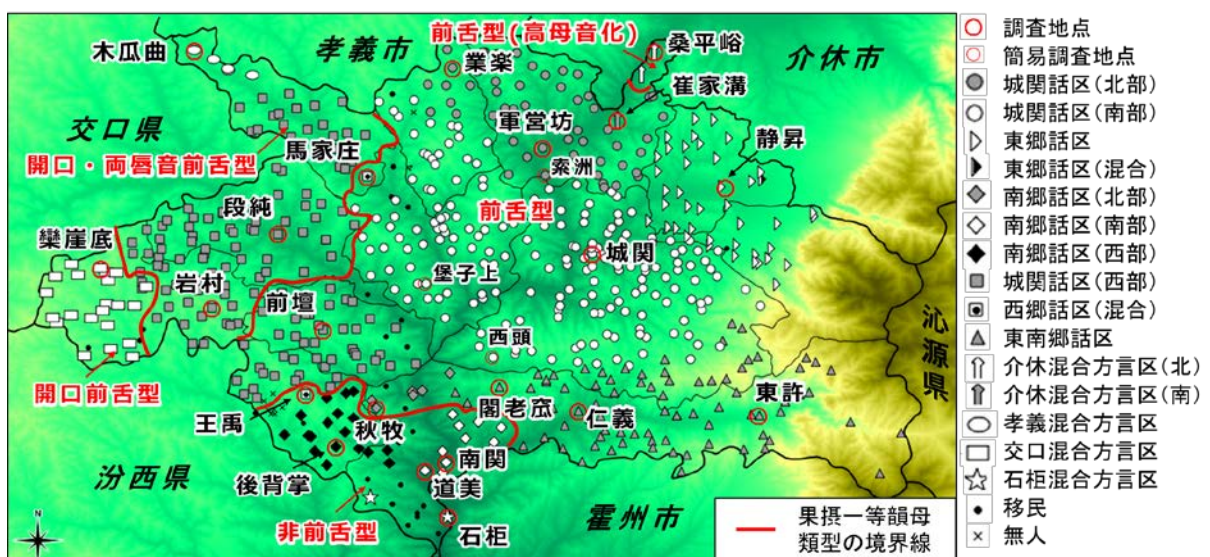 木瓜曲
孝義市
前舌型(高母音化)
桑平峪
介休市
業楽
崔家溝
交口県
軍営坊
静昇
馬家庄
索洲
開口・両唇音前舌型
段純
前舌型
欒崖底
城関
岩村
堡子上
前壇
沁源県
西頭
開口前舌型
閣老窊
仁義
東許
王禹
秋牧
汾西県
後背掌
南関
道美
非前舌型
石柜
霍州市
N
果摂一等韻母
類型の境界線
調査地点
簡易調査地点
城関話区(北部)
城関話区(南部)
東郷話区
東郷話区(混合)
南郷話区(北部)
南郷話区(南部)
南郷話区(西部)
城関話区(西部)
西郷話区(混合)
東南郷話区
介休混合方言区(北)
介休混合方言区(南)
孝義混合方言区
交口混合方言区
石柜混合方言区
移民
無人